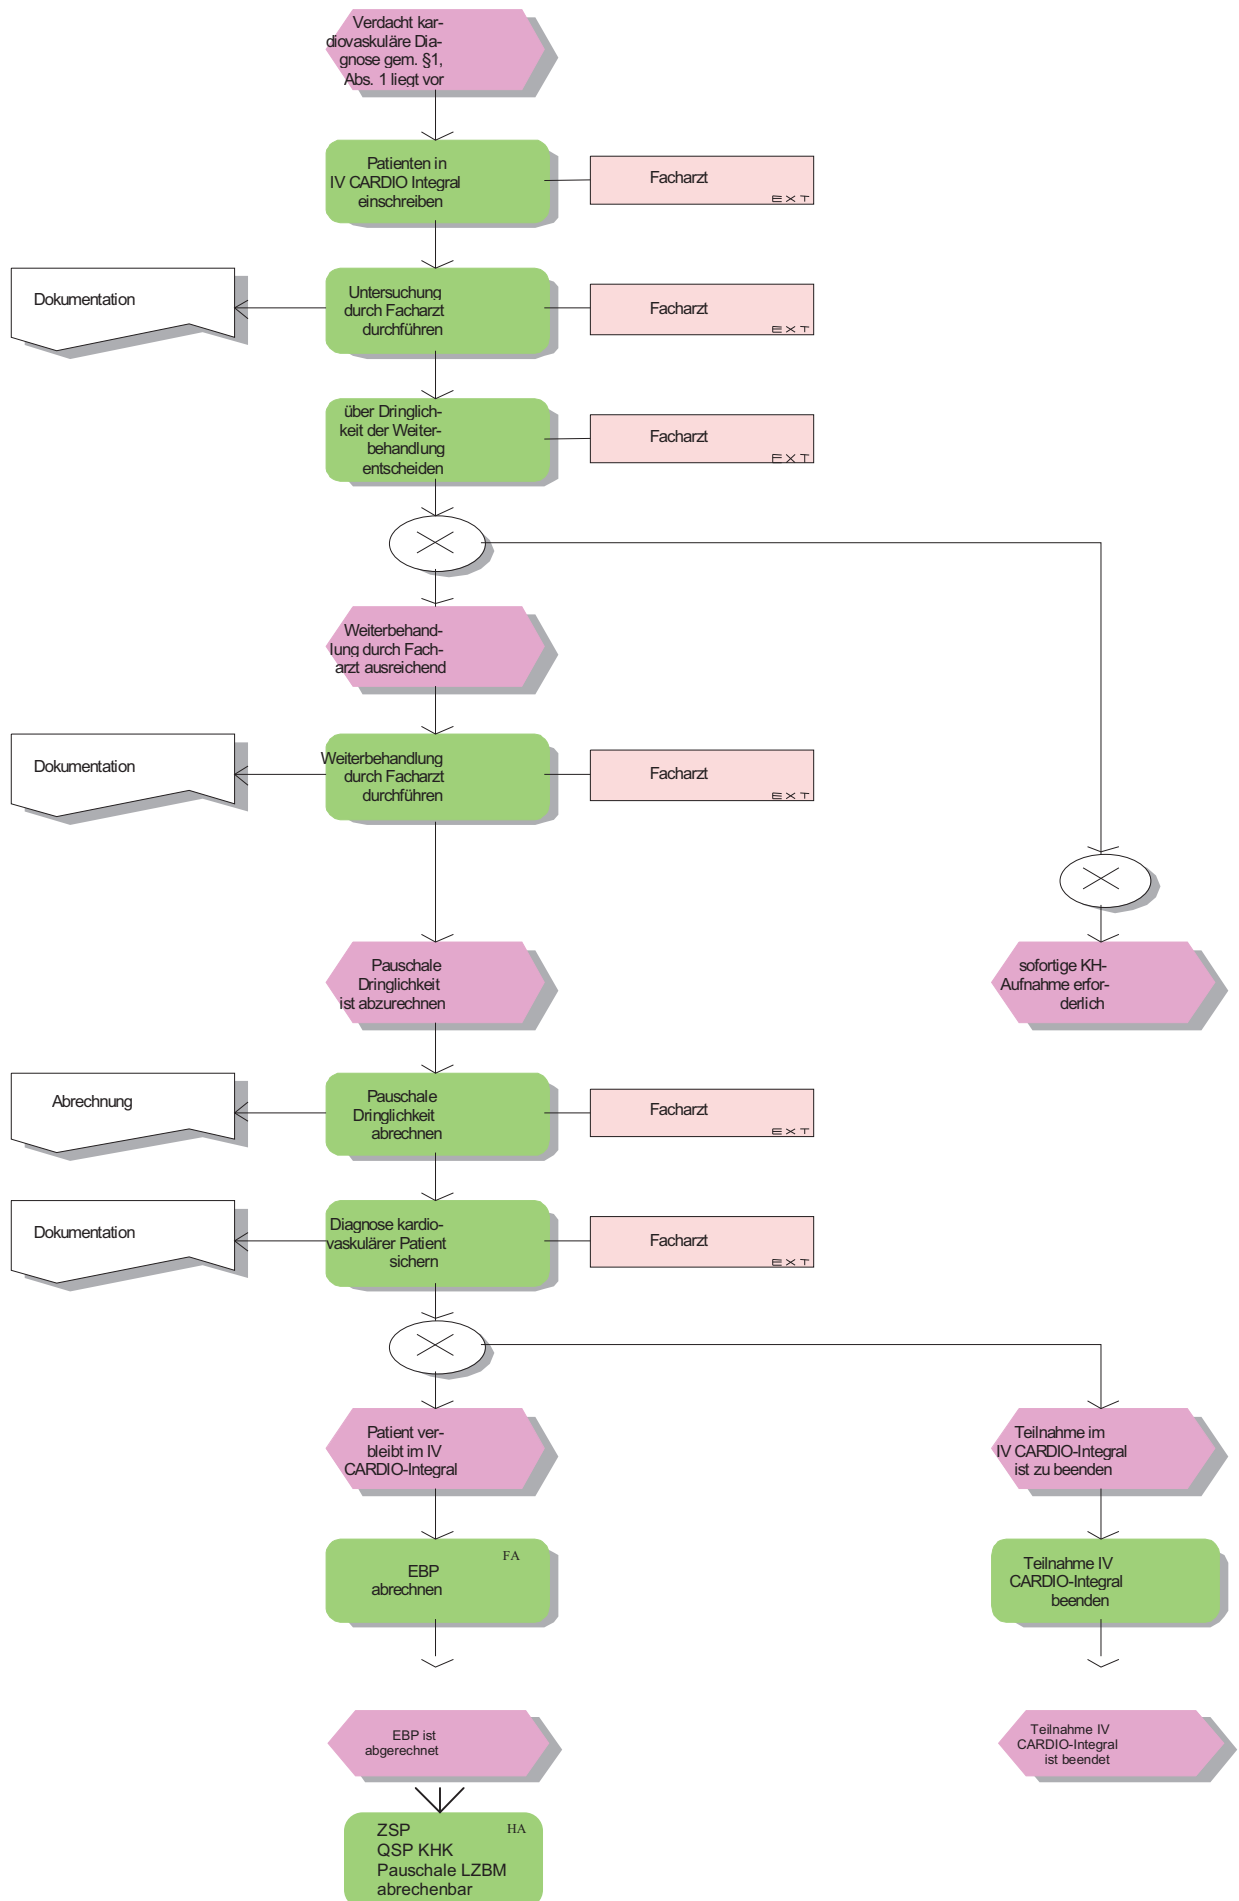 Verdacht kar-
diovaskuläre Dia-
gnose gem. §1,
Abs. 1 liegt vor
Patienten in
IV CARDIO Integral
einschreiben
Facharzt
EXT
Dokumentation
Untersuchung
durch Facharzt
durchführen
Facharzt
EXT
über Dringlich-
keit der Weiter-
behandlung
entscheiden
Facharzt
EXT
Weiterbehand-
lung durch Fach-
arzt ausreichend
Dokumentation
Weiterbehandlung
durch Facharzt
durchführen
Facharzt
EXT
Pauschale
Dringlichkeit
ist abzurechnen
sofortige KH-
Aufnahme erfor-
derlich
Abrechnung
Pauschale
Dringlichkeit
abrechnen
Facharzt
EXT
Dokumentation
Diagnose kardio-
vaskulärer Patient
sichern
Facharzt
EXT
Patient ver-
bleibt im IV
CARDIO-Integral
Teilnahme im
IV CARDIO-Integral
ist zu beenden
FA
EBP
abrechnen
Teilnahme IV
CARDIO-Integral
beenden
EBP ist
abgerechnet
Teilnahme IV
CARDIO-Integral
ist beendet
ZSP HA
QSP KHK
Pauschale LZBM
abrechenbar